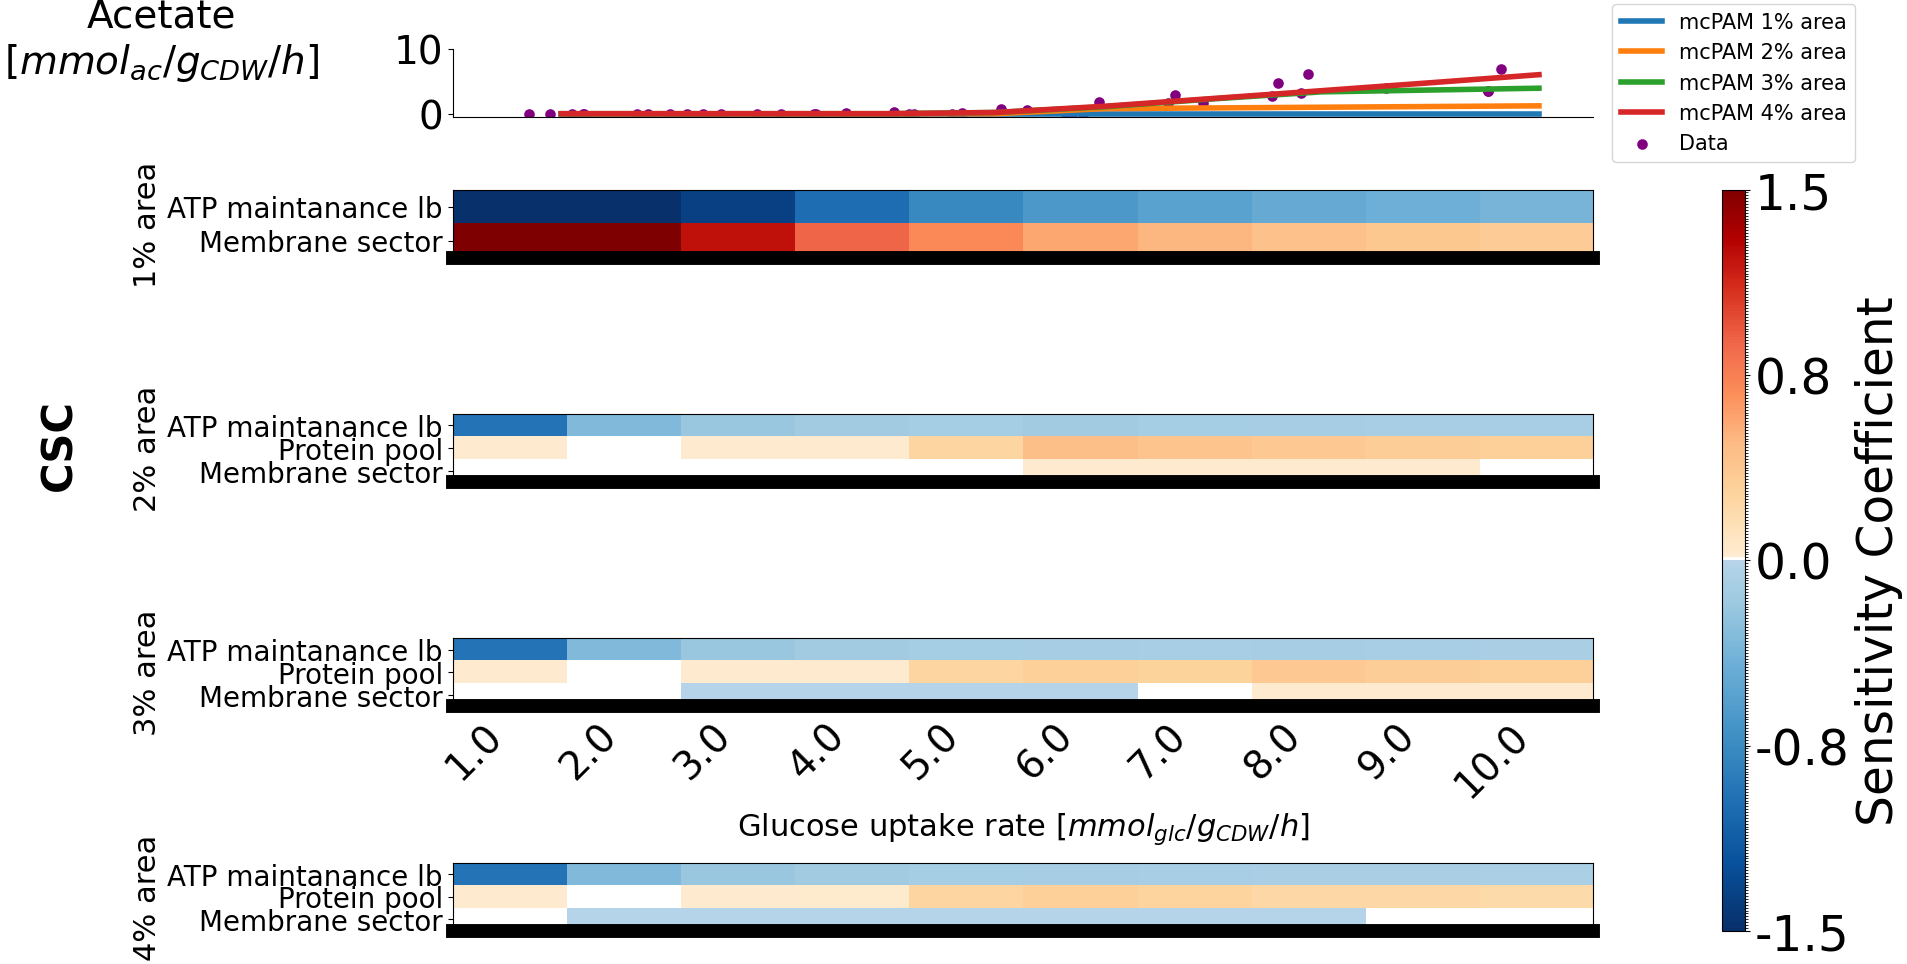 Acetate
[mmol_ac/g_CDW/h]
10
0
mcPAM 1% area
mcPAM 2% area
mcPAM 3% area
mcPAM 4% area
Data
CSC
1% area
ATP maintanance lb
Membrane sector
2% area
ATP maintanance lb
Protein pool
Membrane sector
3% area
ATP maintanance lb
Protein pool
Membrane sector
1.0
2.0
3.0
4.0
5.0
6.0
7.0
8.0
9.0
10.0
Glucose uptake rate [mmol_glc/g_CDW/h]
4% area
ATP maintanance lb
Protein pool
Membrane sector
1.5
0.8
0.0
-0.8
-1.5
Sensitivity Coefficient